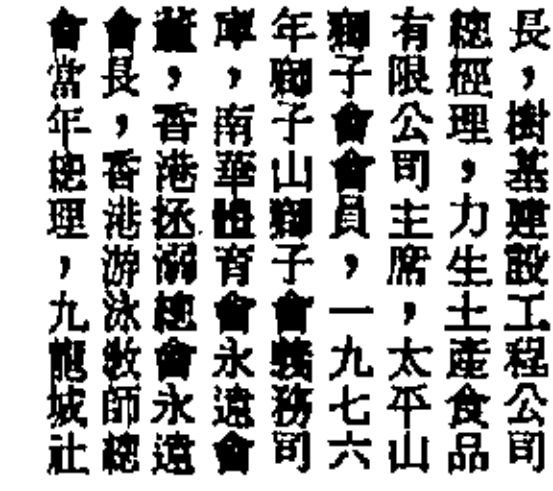 長，樹基建設工程公司
總經理，力生土產食品
有限公司主席，太平山
獅子會會員，一九七六
年獅子山獅子會義務司
庫，南華體育會永遠會
董，香港拯溺總會永遠
會長，香港游泳教師總
會當年總理，九龍城社